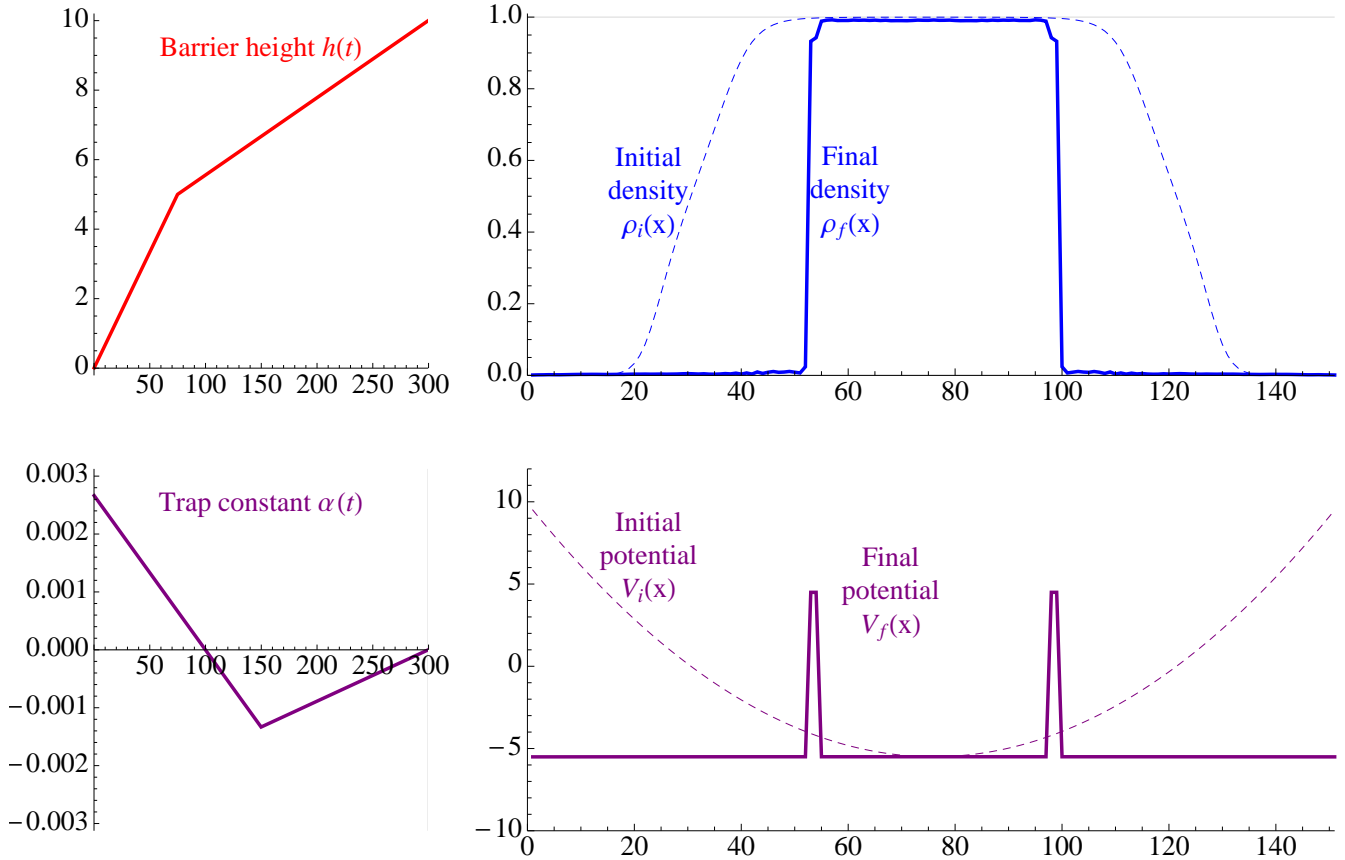 Barrier height h(t)
10
8
6
4
2
0
50 100 150 200 250 300
Initial
density
ρi(x)
Final
density
ρf(x)
1.0
0.8
0.6
0.4
0.2
0.0
0 20 40 60 80 100 120 140
Trap constant α(t)
0.003
0.002
0.001
0.000
−0.001
−0.002
−0.003
50 100 150 200 250 300
Initial
potential
Vi(x)
Final
potential
Vf(x)
10
5
0
−5
−10
0 20 40 60 80 100 120 140